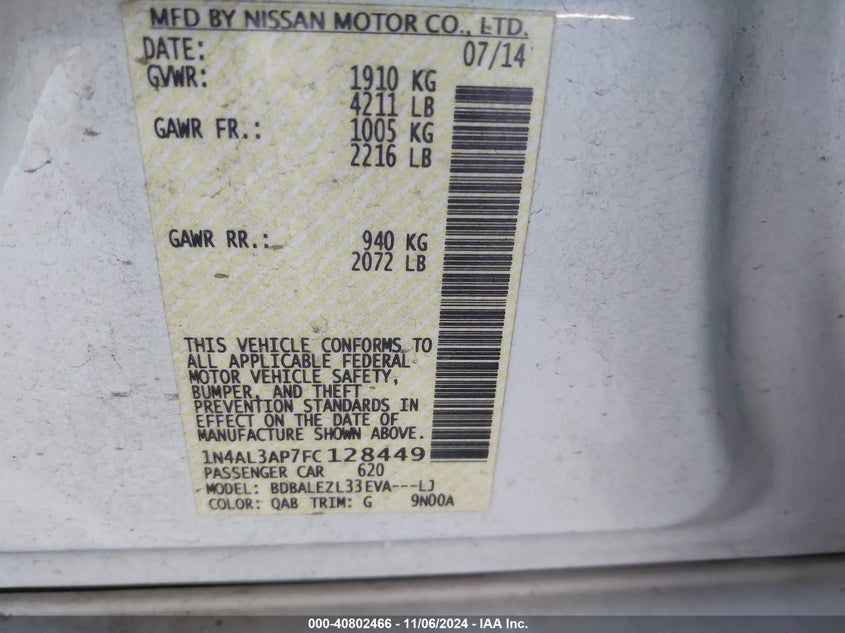 MFD BY NISSAN MOTOR CO., LTD.
DATE: 07/14
GVWR: 1910 KG
4211 LB
GAWR FR.: 1005 KG
2216 LB
GAWR RR.: 940 KG
2072 LB
THIS VEHICLE CONFORMS TO
ALL APPLICABLE FEDERAL
MOTOR VEHICLE SAFETY,
BUMPER, AND THEFT
PREVENTION STANDARDS IN
EFFECT ON THE DATE OF
MANUFACTURE SHOWN ABOVE.
1N4AL3AP7FC128449
PASSENGER CAR 620
MODEL: BDBALEZL33EVA---LJ
COLOR: QAB TRIM: G 9N00A
000-40802466 - 11/06/2024 - IAA Inc.